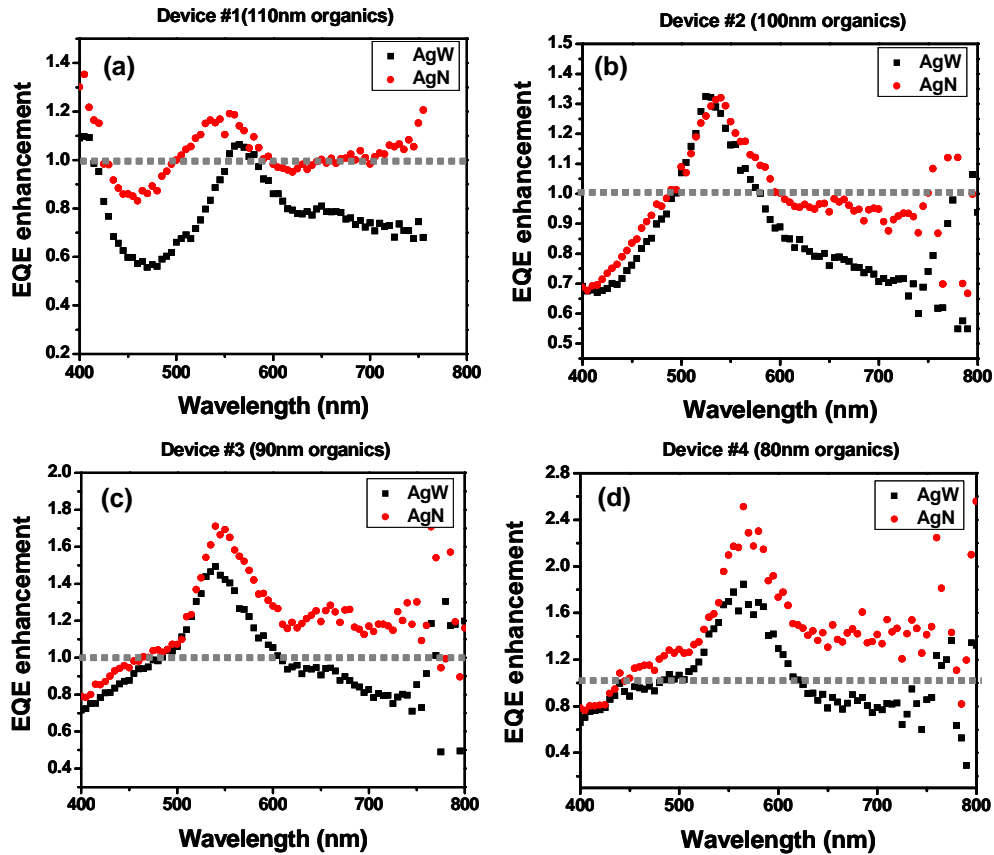 Device #1(110nm organics)
(a)
AgW
AgN
EQE enhancement
1.4
1.2
1.0
0.8
0.6
0.4
0.2
400 500 600 700 800
Wavelength (nm)
Device #2 (100nm organics)
(b)
AgW
AgN
EQE enhancement
1.5
1.4
1.3
1.2
1.1
1.0
0.9
0.8
0.7
0.6
0.5
400 500 600 700 800
Wavelength (nm)
Device #3 (90nm organics)
(c)
AgW
AgN
EQE enhancement
2.0
1.8
1.6
1.4
1.2
1.0
0.8
0.6
0.4
400 500 600 700 800
Wavelength (nm)
Device #4 (80nm organics)
(d)
AgW
AgN
EQE enhancement
2.8
2.4
2.0
1.6
1.2
0.8
0.4
400 500 600 700 800
Wavelength (nm)